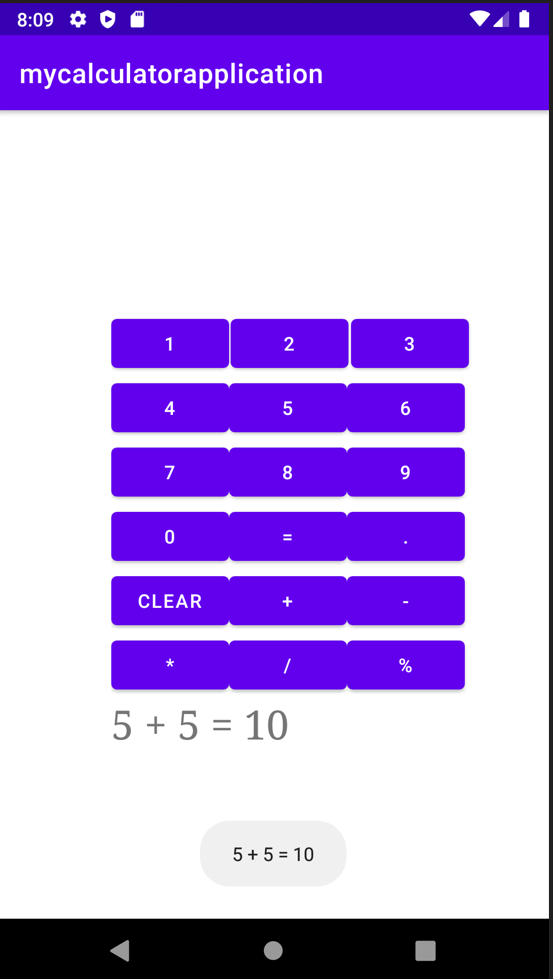 8:09
mycalculatorapplication
1 2 3
4 5 6
7 8 9
0 = .
CLEAR + -
* / %
5 + 5 = 10
5 + 5 = 10